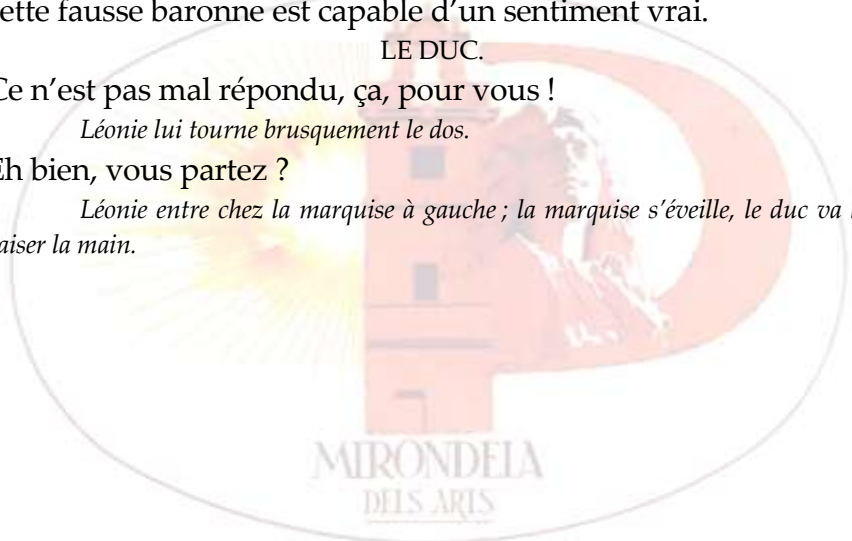 ette fausse baronne est capable d’un sentiment vrai.
LE DUC.
Ce n’est pas mal répondu, ça, pour vous !
Léonie lui tourne brusquement le dos.
Eh bien, vous partez ?
Léonie entre chez la marquise à gauche ; la marquise s’éveille, le duc va
aiser la main.
MIRONDELA
DELS ARTS